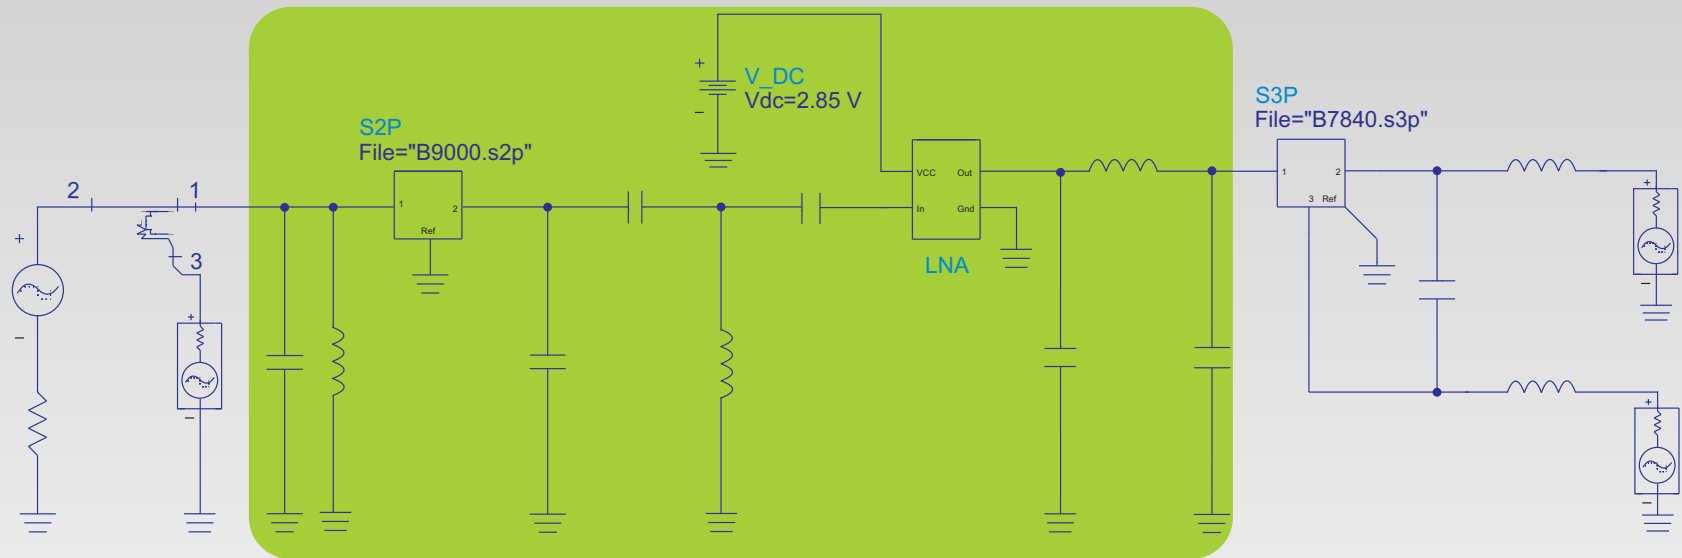 V_DC
Vdc=2.85 V
+
−
S2P
File="B9000.s2p"
S3P
File="B7840.s3p"
1
2
Ref
VCC
Out
In
Gnd
LNA
1
2
3 Ref
2
1
3
+
−
+
−
+
−
+
−